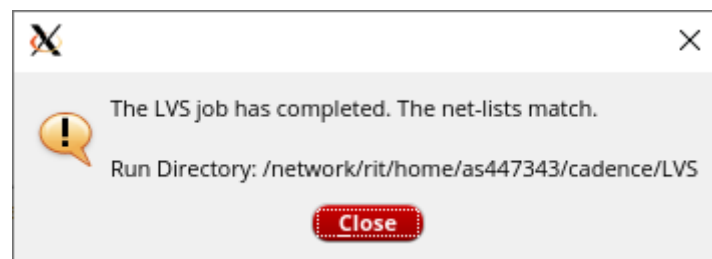 The LVS job has completed. The net-lists match.
Run Directory: /network/rit/home/as447343/cadence/LVS
Close